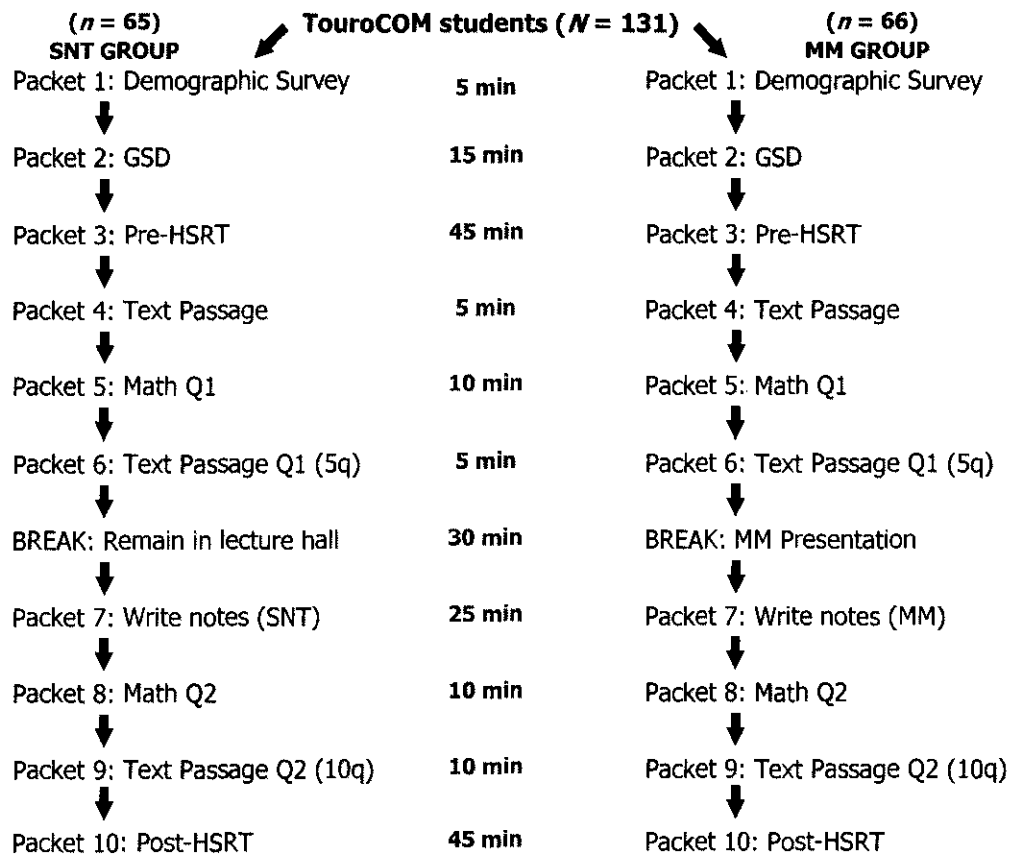 (n = 65) TouroCOM students (N = 131) (n = 66)
SNT GROUP MM GROUP
Packet 1: Demographic Survey 5 min Packet 1: Demographic Survey
Packet 2: GSD 15 min Packet 2: GSD
Packet 3: Pre-HSRT 45 min Packet 3: Pre-HSRT
Packet 4: Text Passage 5 min Packet 4: Text Passage
Packet 5: Math Q1 10 min Packet 5: Math Q1
Packet 6: Text Passage Q1 (5q) 5 min Packet 6: Text Passage Q1 (5q)
BREAK: Remain in lecture hall 30 min BREAK: MM Presentation
Packet 7: Write notes (SNT) 25 min Packet 7: Write notes (MM)
Packet 8: Math Q2 10 min Packet 8: Math Q2
Packet 9: Text Passage Q2 (10q) 10 min Packet 9: Text Passage Q2 (10q)
Packet 10: Post-HSRT 45 min Packet 10: Post-HSRT